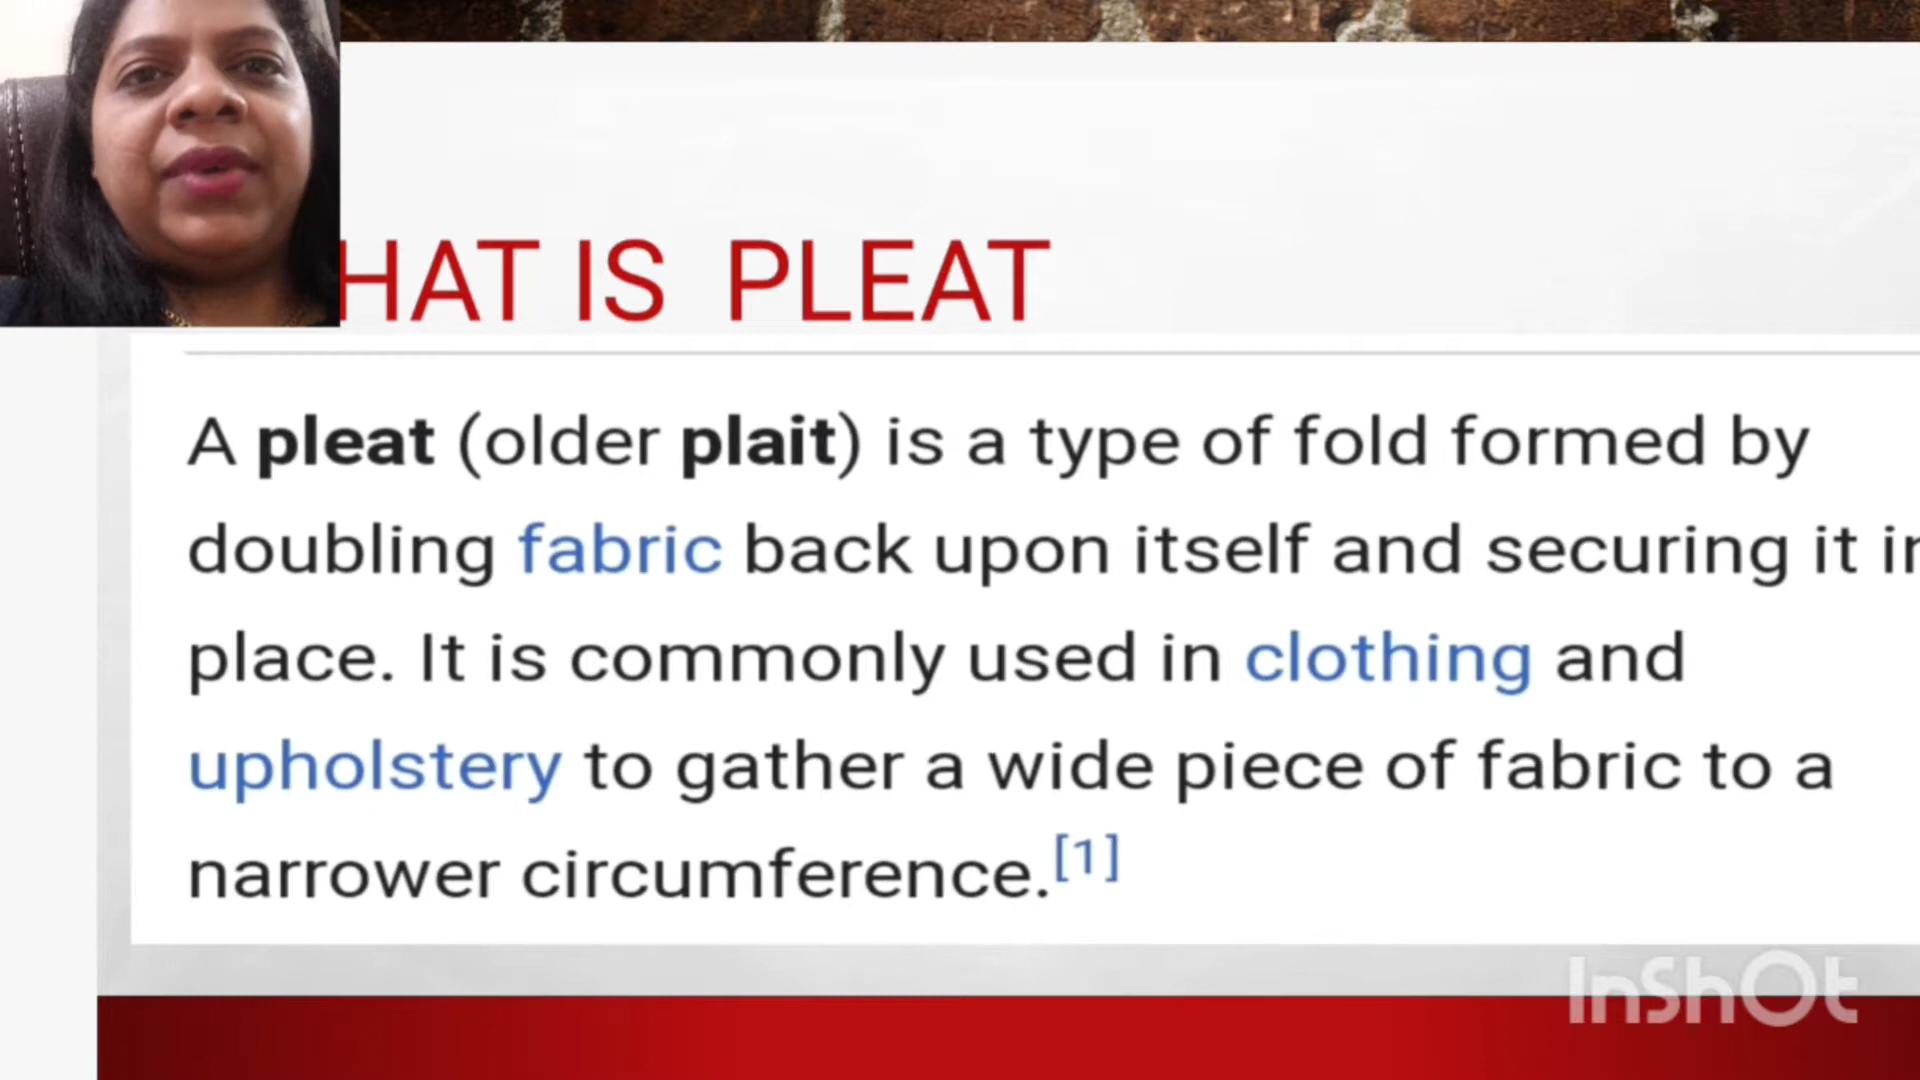 HAT IS PLEAT
A pleat (older plait) is a type of fold formed by
doubling fabric back upon itself and securing it in
place. It is commonly used in clothing and
upholstery to gather a wide piece of fabric to a
narrower circumference.[1]
InShOt